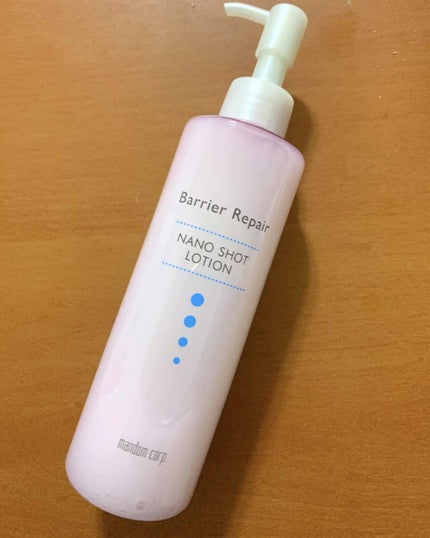 Barrier Repair
NANO SHOT
LOTION
mandom corp.